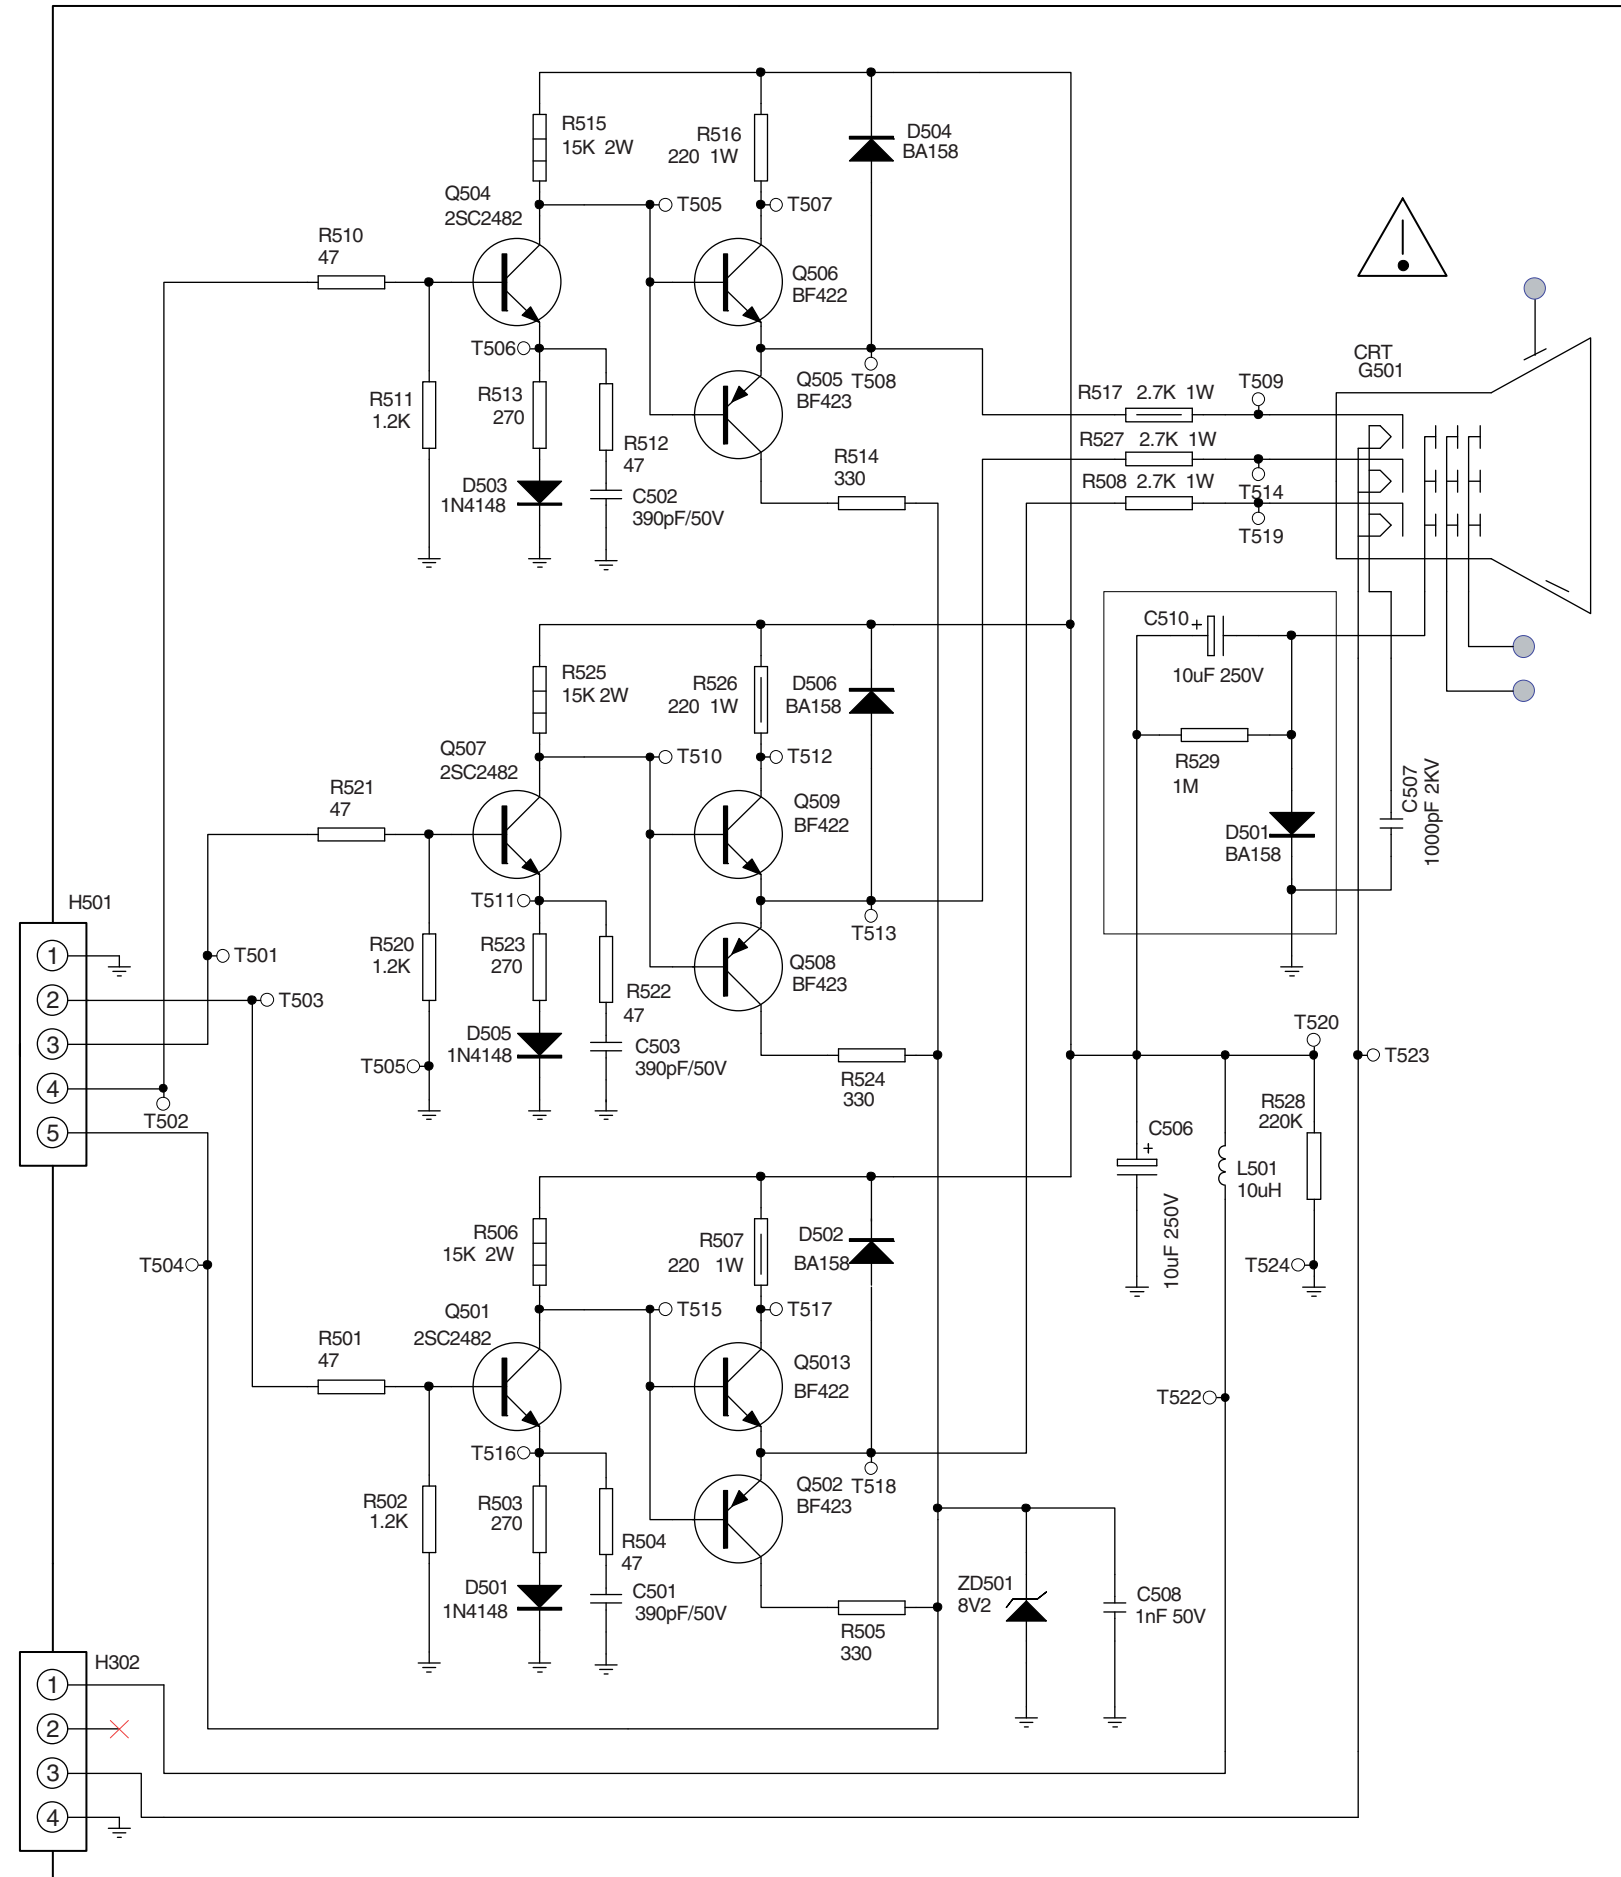 R515
15K 2W
R516
220 1W
D504
BA158
Q504
2SC2482
T505
T507
R510
47
Q506
BF422
T506
R511
1.2K
R513
270
R512
47
Q505
BF423
T508
D503
1N4148
C502
390pF/50V
R514
330
CRT
G501
R517 2.7K 1W
T509
R527 2.7K 1W
T514
R508 2.7K 1W
T519
R525
15K 2W
R526
220 1W
D506
BA158
C510
+
10uF 250V
R529
1M
D501
BA158
C507
1000pF 2KV
Q507
2SC2482
T510
T512
R521
47
Q509
BF422
T511
T513
R520
1.2K
R523
270
R522
47
Q508
BF423
D505
1N4148
C503
390pF/50V
T505
R524
330
H501
1
2
3
4
5
T501
T503
T502
T504
T520
T523
R528
220K
C506
+
10uF 250V
L501
10uH
T524
T522
R506
15K 2W
R507
220 1W
D502
BA158
Q501
2SC2482
T515
T517
R501
47
Q5013
BF422
T516
T518
R502
1.2K
R503
270
R504
47
Q502
BF423
D501
1N4148
C501
390pF/50V
R505
330
ZD501
8V2
C508
1nF 50V
H302
1
2
3
4